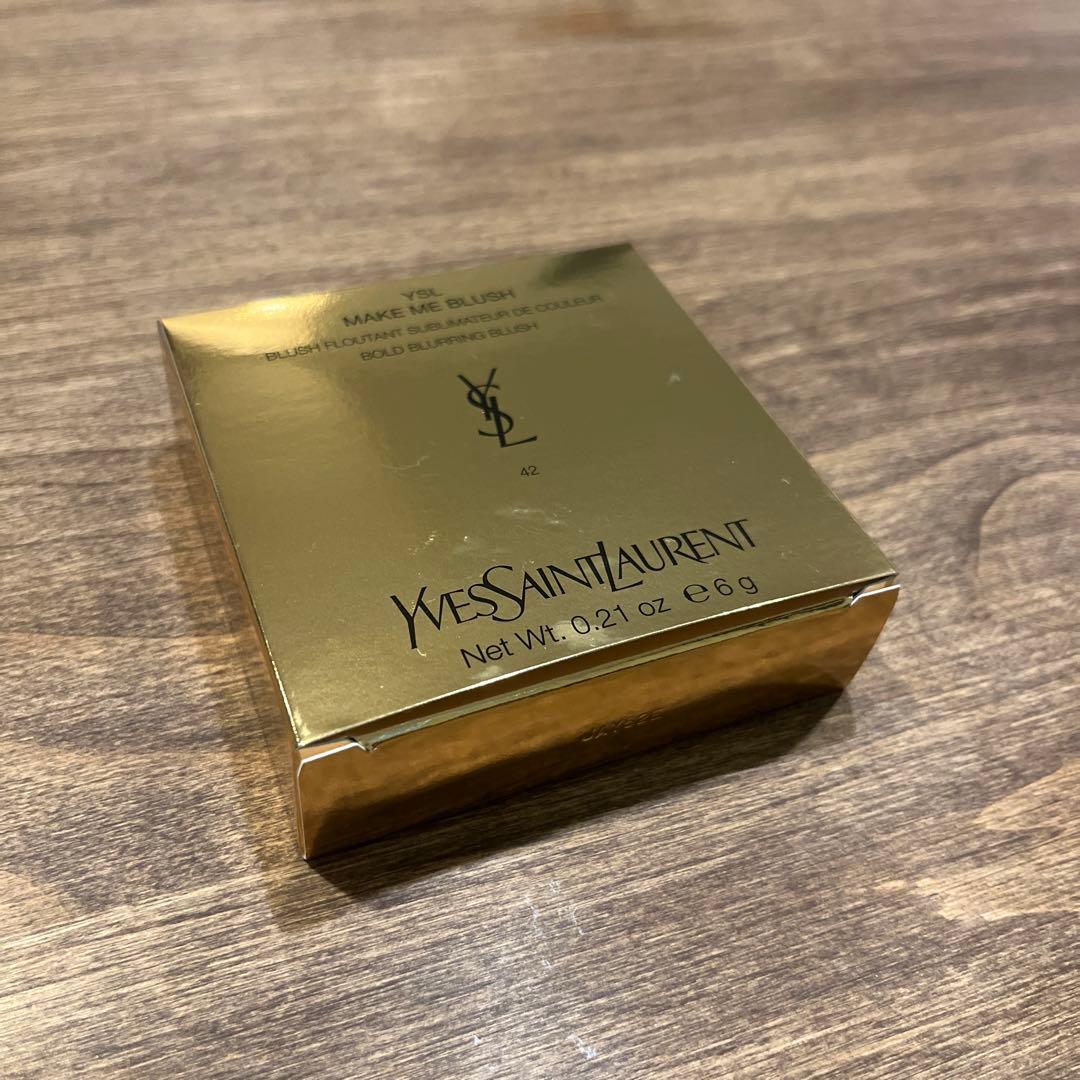 YSL
MAKE ME BLUSH
BLUSH FLOUTANT SUBLIMATEUR DE COULEUR
BOLD BLURRING BLUSH
YSL
42
YVESSAINTLAURENT
Net Wt. 0.21 oz ℮ 6 g